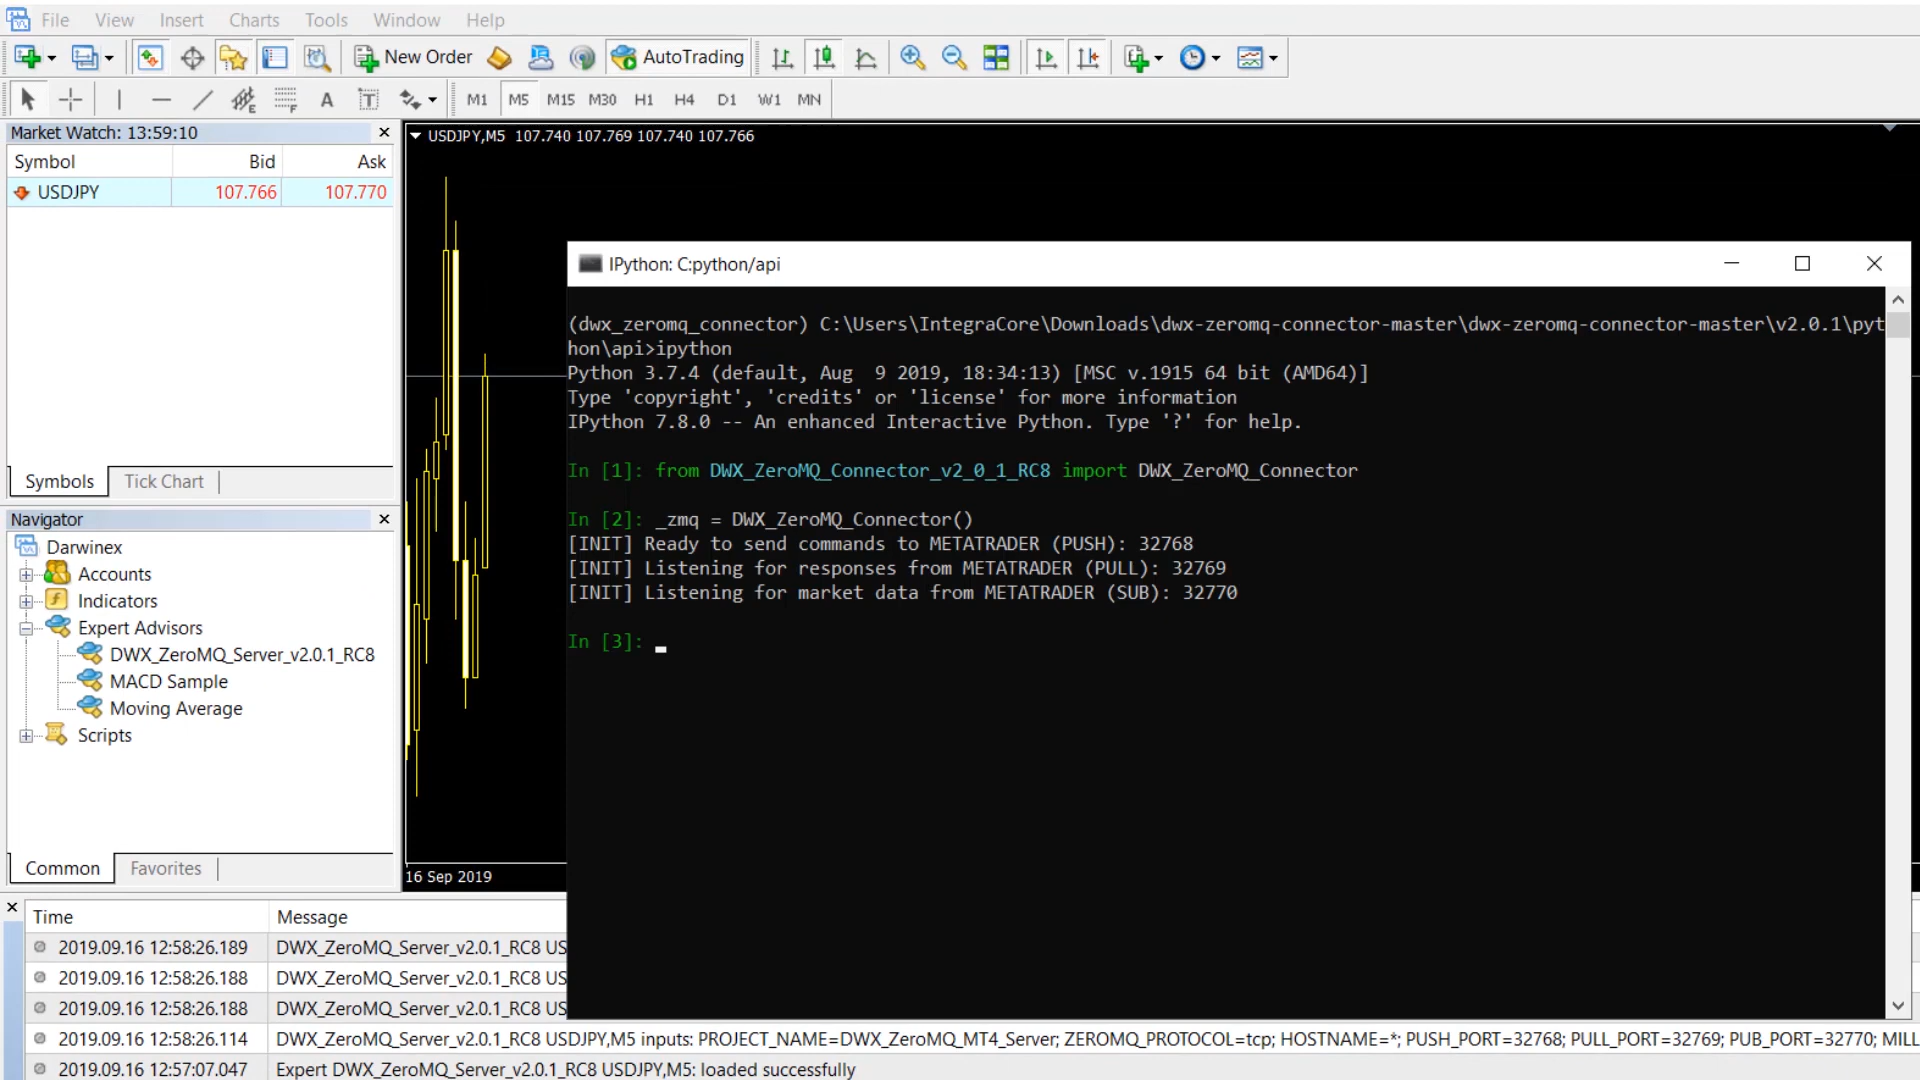 File View Insert Charts Tools Window Help
New Order AutoTrading
A T M1 M5 M15 M30 H1 H4 D1 W1 MN
Market Watch: 13:59:10
Symbol Bid Ask
USDJPY 107.766 107.770
Symbols Tick Chart
Navigator
Darwinex
Accounts
Indicators
Expert Advisors
DWX_ZeroMQ_Server_v2.0.1_RC8
MACD Sample
Moving Average
Scripts
Common Favorites
USDJPY,M5 107.740 107.769 107.740 107.766
16 Sep 2019
IPython: C:python/api
(dwx_zeromq_connector) C:\Users\IntegraCore\Downloads\dwx-zeromq-connector-master\dwx-zeromq-connector-master\v2.0.1\pyt
hon\api>ipython
Python 3.7.4 (default, Aug  9 2019, 18:34:13) [MSC v.1915 64 bit (AMD64)]
Type 'copyright', 'credits' or 'license' for more information
IPython 7.8.0 -- An enhanced Interactive Python. Type '?' for help.
In [1]: from DWX_ZeroMQ_Connector_v2_0_1_RC8 import DWX_ZeroMQ_Connector
In [2]: _zmq = DWX_ZeroMQ_Connector()
[INIT] Ready to send commands to METATRADER (PUSH): 32768
[INIT] Listening for responses from METATRADER (PULL): 32769
[INIT] Listening for market data from METATRADER (SUB): 32770
In [3]:
Time Message
2019.09.16 12:58:26.189 DWX_ZeroMQ_Server_v2.0.1_RC8 US
2019.09.16 12:58:26.188 DWX_ZeroMQ_Server_v2.0.1_RC8 US
2019.09.16 12:58:26.188 DWX_ZeroMQ_Server_v2.0.1_RC8 US
2019.09.16 12:58:26.114 DWX_ZeroMQ_Server_v2.0.1_RC8 USDJPY,M5 inputs: PROJECT_NAME=DWX_ZeroMQ_MT4_Server; ZEROMQ_PROTOCOL=tcp; HOSTNAME=*; PUSH_PORT=32768; PULL_PORT=32769; PUB_PORT=32770; MILL
2019.09.16 12:57:07.047 Expert DWX_ZeroMQ_Server_v2.0.1_RC8 USDJPY,M5: loaded successfully